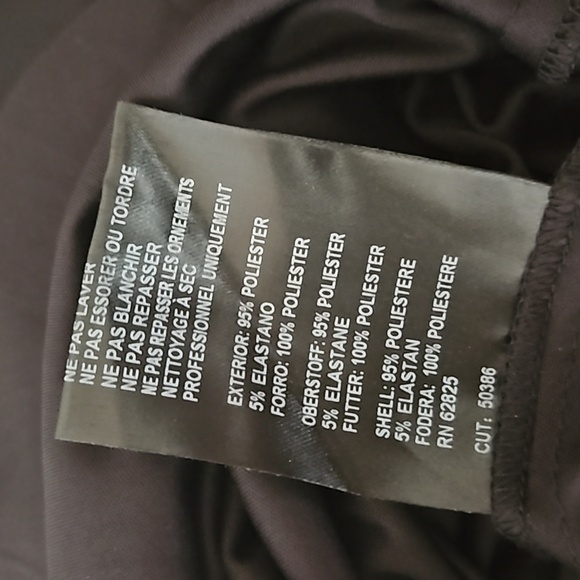 NE PAS LAVER
NE PAS ESSORER OU TORDRE
NE PAS BLANCHIR
NE PAS REPASSER
NE PAS REPASSER LES ORNEMENTS
NETTOYAGE À SEC
PROFESSIONNEL UNIQUEMENT
EXTERIOR: 95% POLIESTER
5% ELASTANO
FORRO: 100% POLIESTER
OBERSTOFF: 95% POLIESTER
5% ELASTANE
FUTTER: 100% POLIESTER
SHELL: 95% POLIESTERE
5% ELASTAN
FODERA: 100% POLIESTERE
RN 62825
CUT: 50386